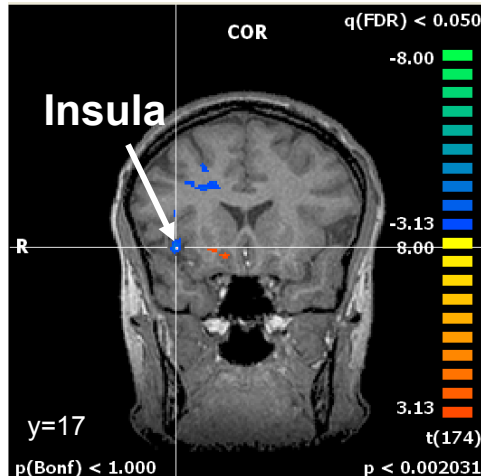 q(FDR) < 0.050
COR
-8.00
Insula
-3.13
R
8.00
3.13
y=17
t(174)
p(Bonf) < 1.000
p < 0.002031